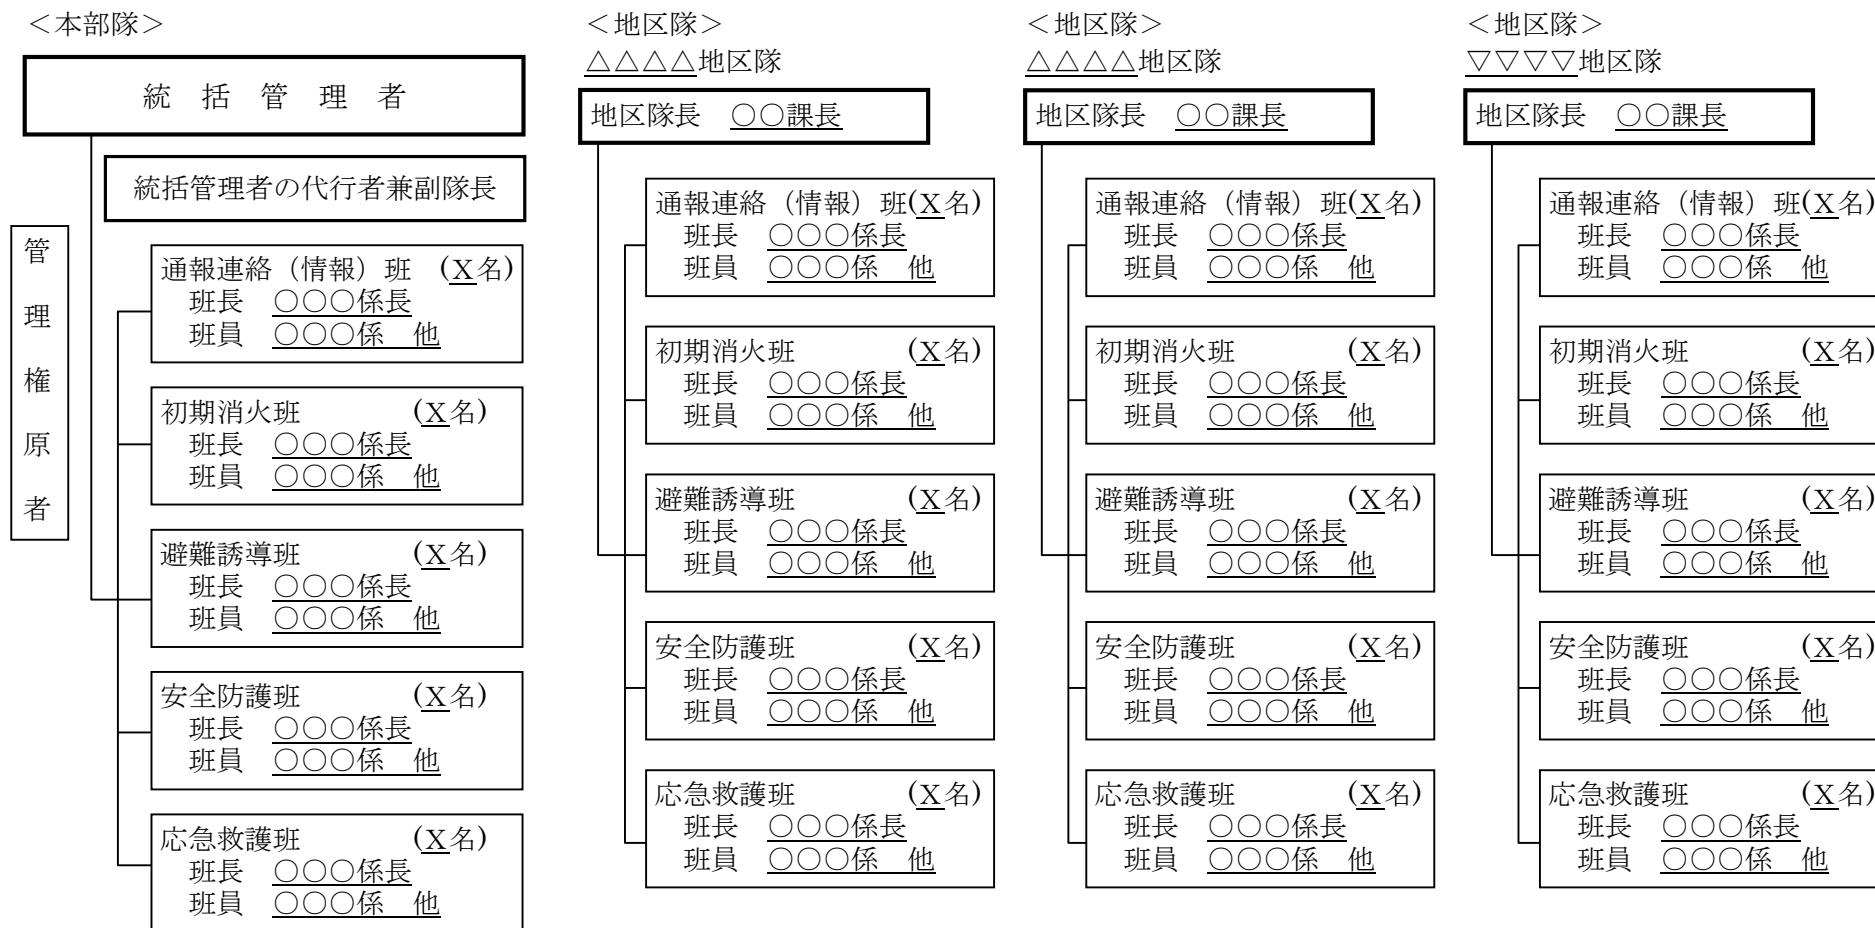 <本部隊>
統括管理者
統括管理者の代行者兼副隊長
管理権原者
通報連絡（情報）班 (X名)
班長 ○○○係長
班員 ○○○係 他
初期消火班 (X名)
班長 ○○○係長
班員 ○○○係 他
避難誘導班 (X名)
班長 ○○○係長
班員 ○○○係 他
安全防護班 (X名)
班長 ○○○係長
班員 ○○○係 他
応急救護班 (X名)
班長 ○○○係長
班員 ○○○係 他
<地区隊>
△△△△地区隊
地区隊長 ○○課長
通報連絡（情報）班(X名)
班長 ○○○係長
班員 ○○○係 他
初期消火班 (X名)
班長 ○○○係長
班員 ○○○係 他
避難誘導班 (X名)
班長 ○○○係長
班員 ○○○係 他
安全防護班 (X名)
班長 ○○○係長
班員 ○○○係 他
応急救護班 (X名)
班長 ○○○係長
班員 ○○○係 他
<地区隊>
△△△△地区隊
地区隊長 ○○課長
通報連絡（情報）班(X名)
班長 ○○○係長
班員 ○○○係 他
初期消火班 (X名)
班長 ○○○係長
班員 ○○○係 他
避難誘導班 (X名)
班長 ○○○係長
班員 ○○○係 他
安全防護班 (X名)
班長 ○○○係長
班員 ○○○係 他
応急救護班 (X名)
班長 ○○○係長
班員 ○○○係 他
<地区隊>
▽▽▽▽地区隊
地区隊長 ○○課長
通報連絡（情報）班(X名)
班長 ○○○係長
班員 ○○○係 他
初期消火班 (X名)
班長 ○○○係長
班員 ○○○係 他
避難誘導班 (X名)
班長 ○○○係長
班員 ○○○係 他
安全防護班 (X名)
班長 ○○○係長
班員 ○○○係 他
応急救護班 (X名)
班長 ○○○係長
班員 ○○○係 他